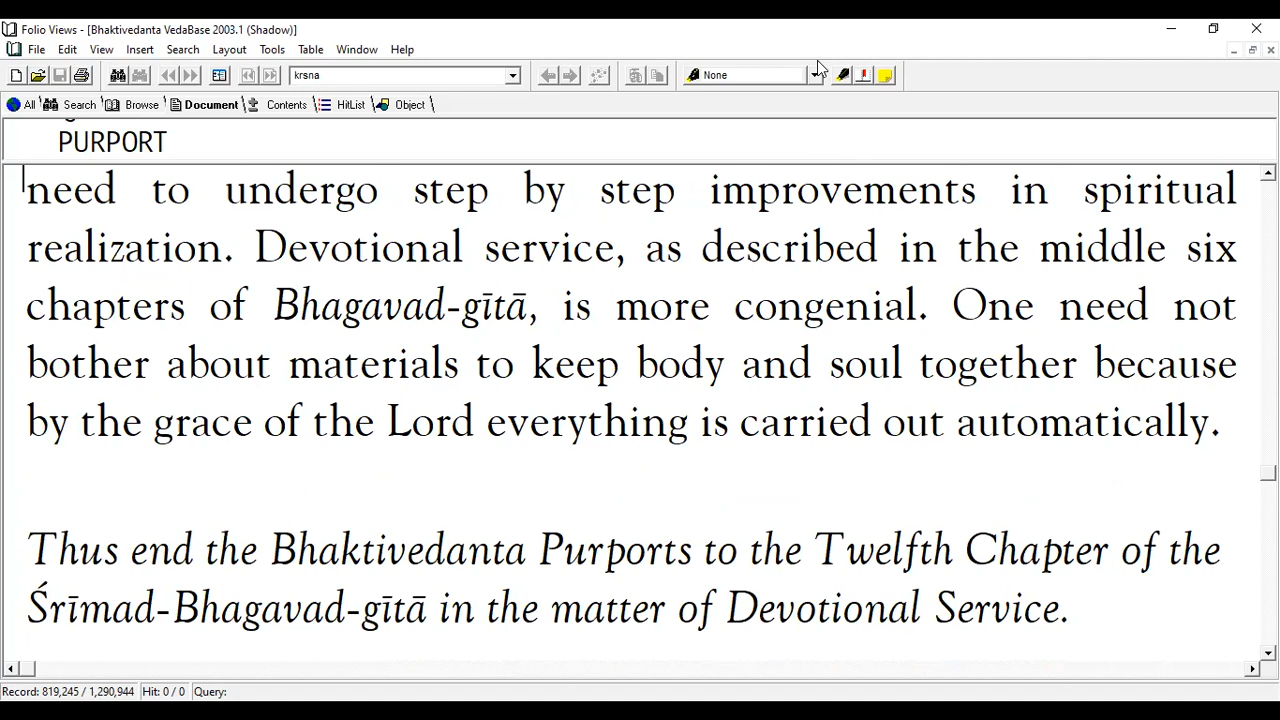 Folio Views - [Bhaktivedanta VedaBase 2003.1 (Shadow)]
File Edit View Insert Search Layout Tools Table Window Help
krsna None
All Search Browse Document Contents HitList Object
PURPORT
need to undergo step by step improvements in spiritual
realization. Devotional service, as described in the middle six
chapters of Bhagavad-gītā, is more congenial. One need not
bother about materials to keep body and soul together because
by the grace of the Lord everything is carried out automatically.
Thus end the Bhaktivedanta Purports to the Twelfth Chapter of the
Śrīmad-Bhagavad-gītā in the matter of Devotional Service.
Record: 819,245 / 1,290,944 Hit: 0 / 0 Query: